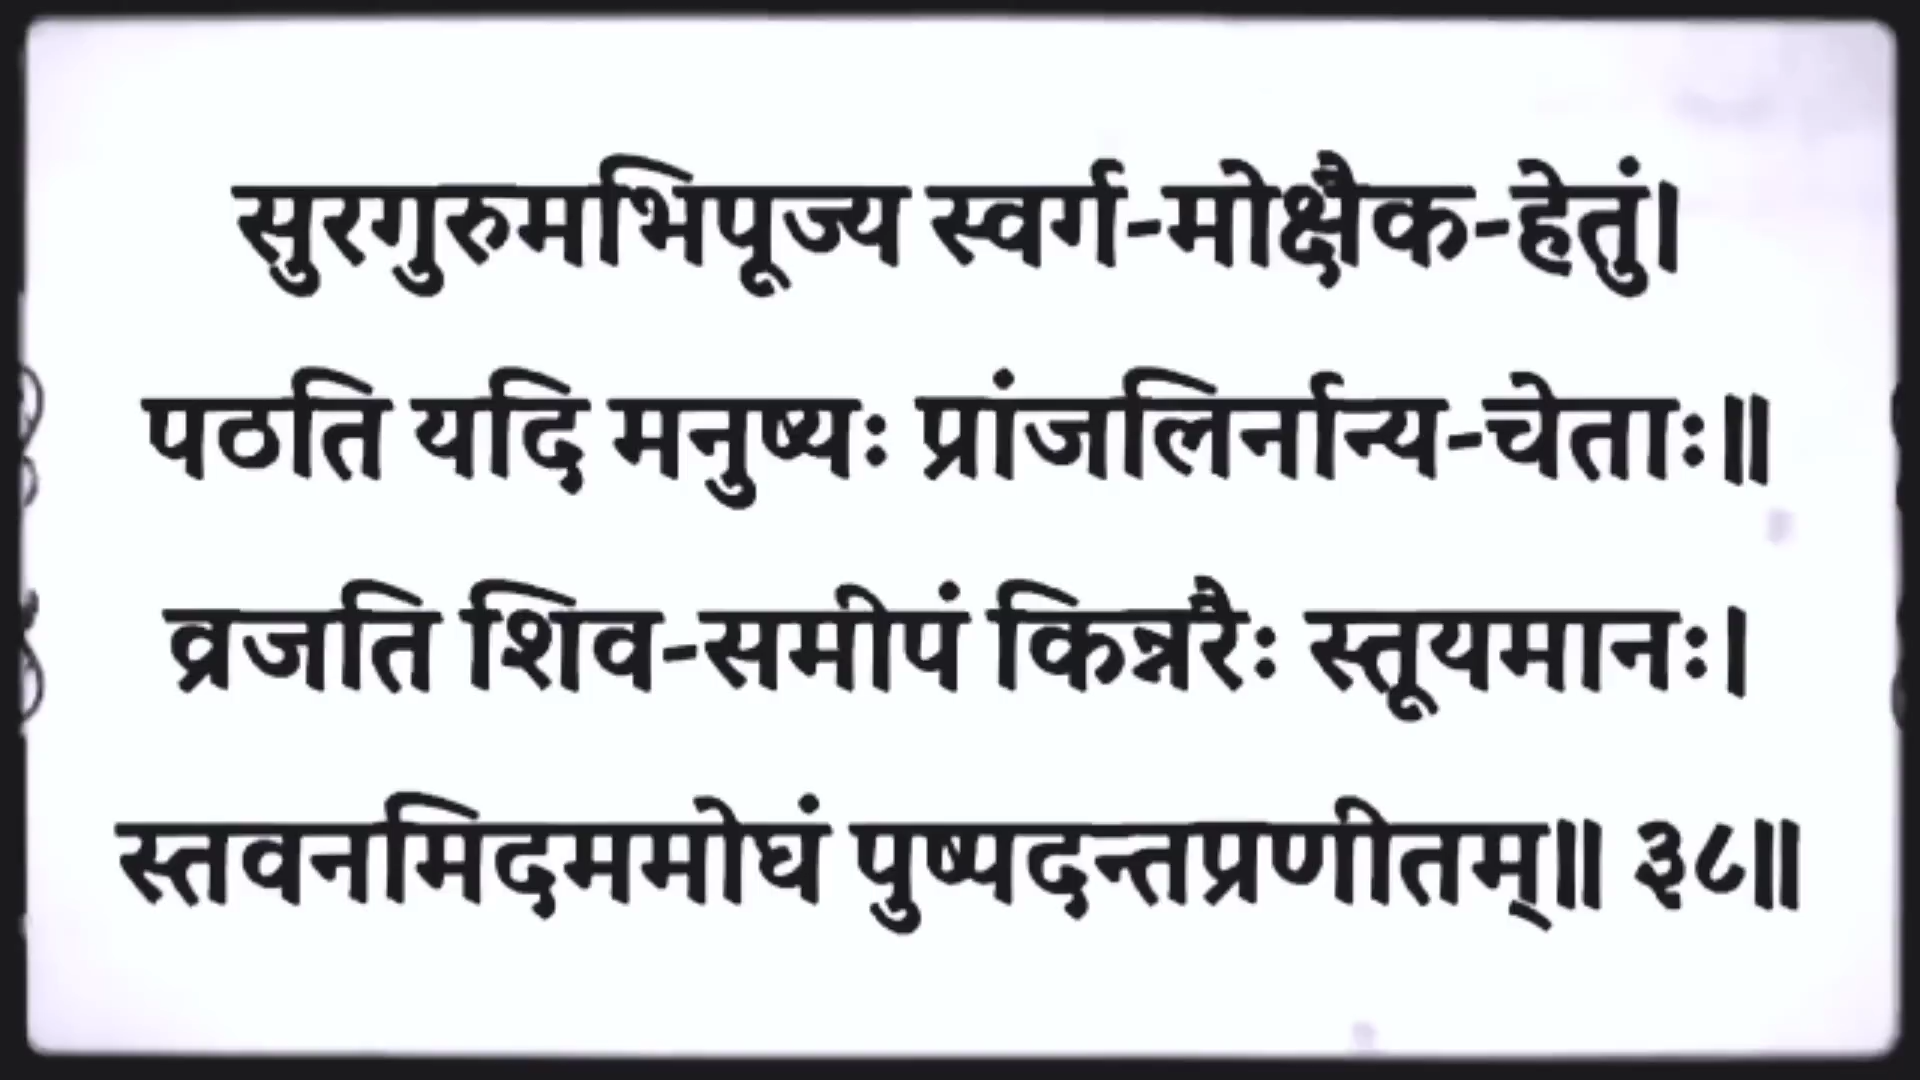 सुरगुरुमभिपूज्य स्वर्ग-मोक्षैक-हेतुं।
पठति यदि मनुष्यः प्रांजलिर्नान्य-चेताः॥
व्रजति शिव-समीपं किन्नरैः स्तूयमानः।
स्तवनमिदममोघं पुष्पदन्तप्रणीतम्॥ ३८॥